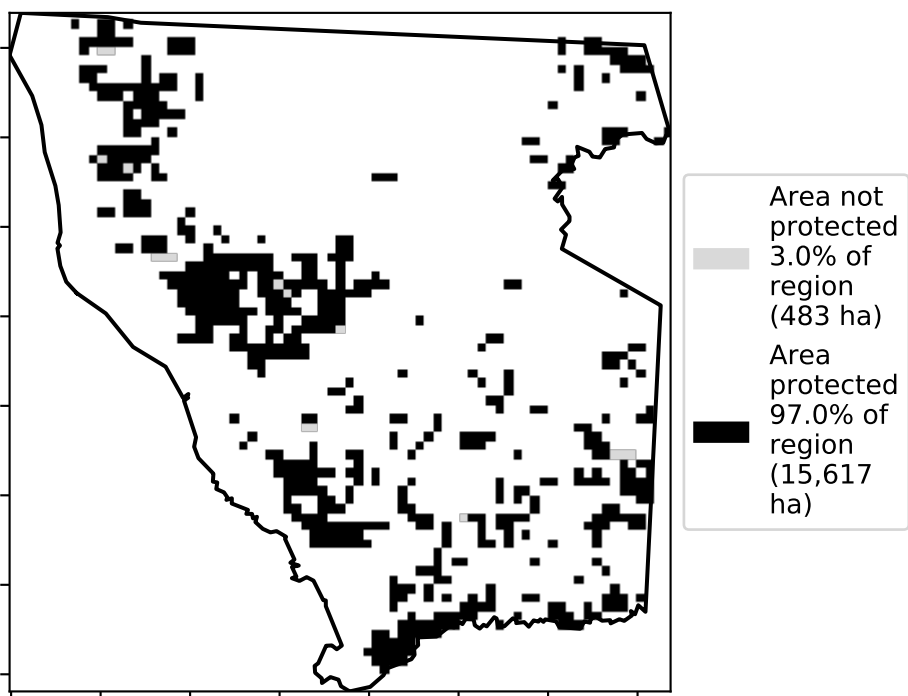 Area not
protected
3.0% of
region
(483 ha)
Area
protected
97.0% of
region
(15,617
ha)